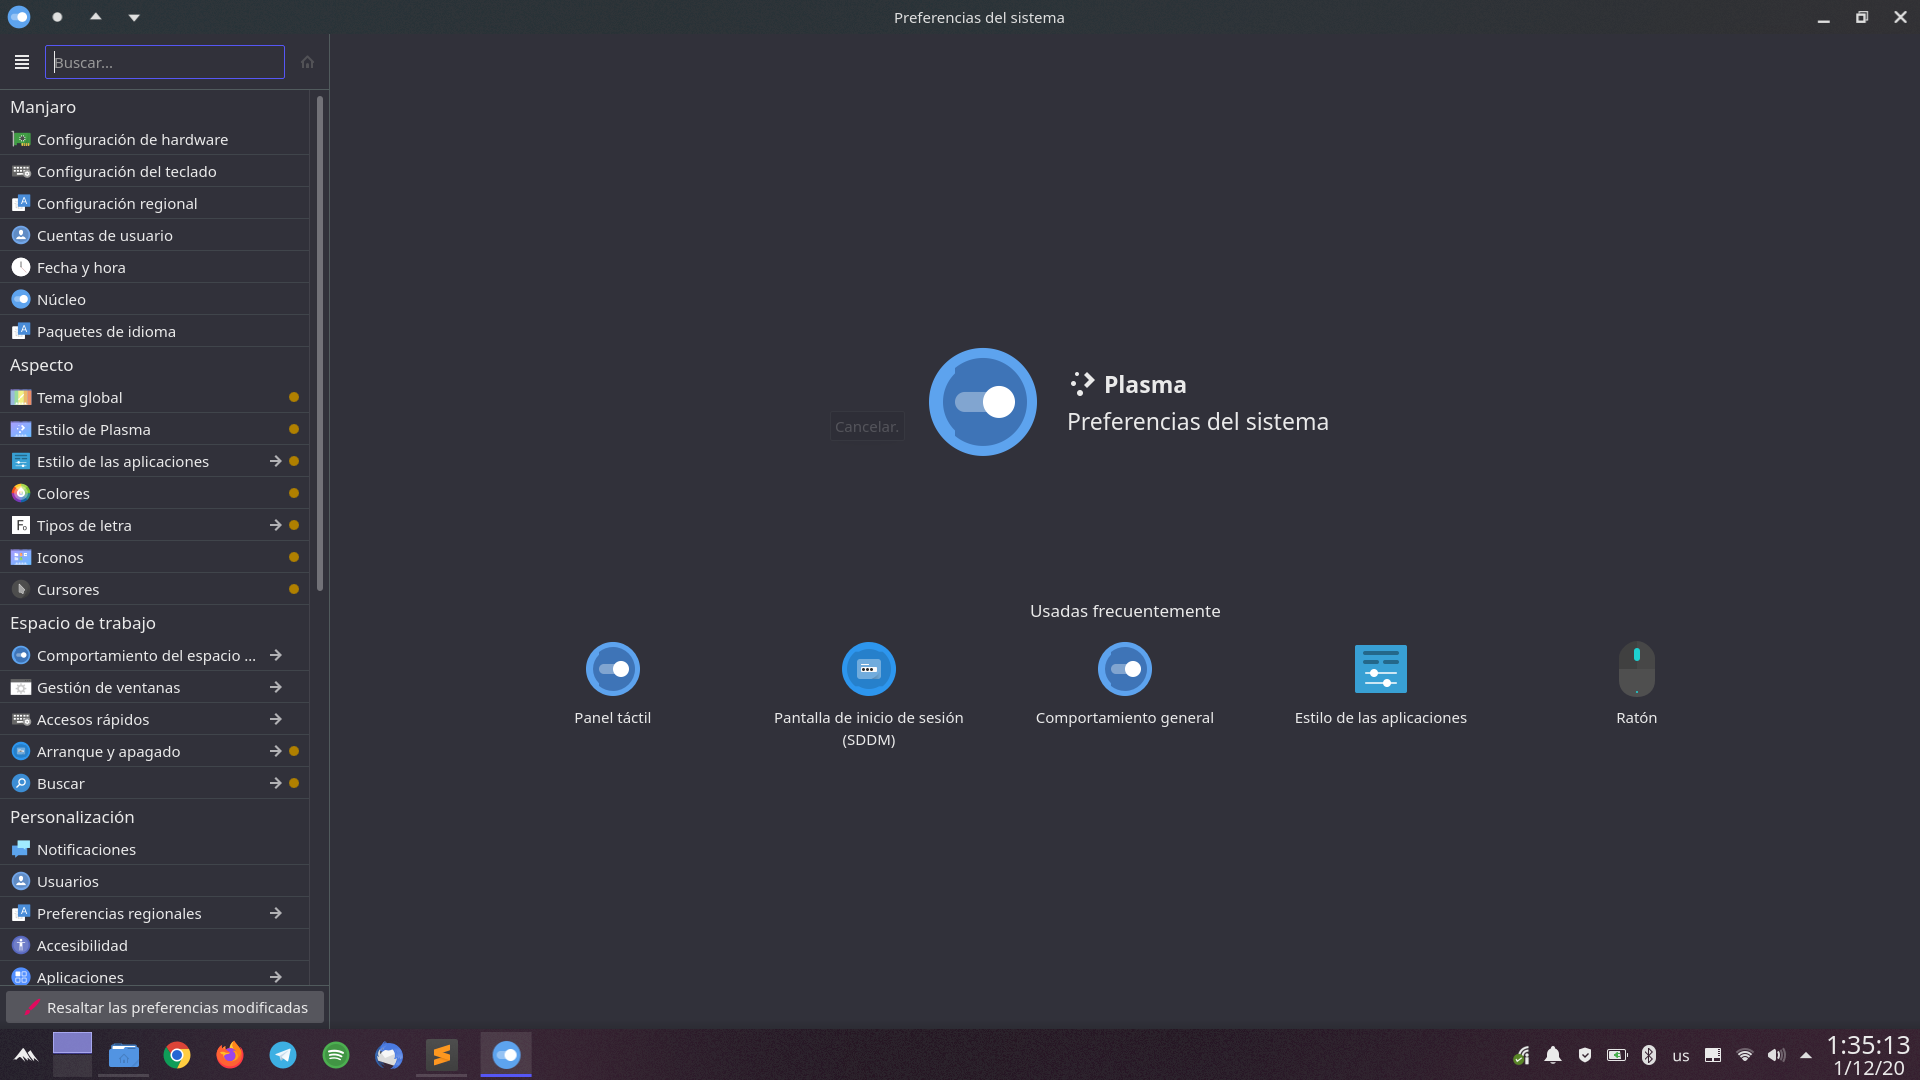 Preferencias del sistema
Buscar...
Manjaro
Configuración de hardware
Configuración del teclado
Configuración regional
Cuentas de usuario
Fecha y hora
Núcleo
Paquetes de idioma
Aspecto
Tema global
Estilo de Plasma
Estilo de las aplicaciones
Colores
Tipos de letra
Iconos
Cursores
Espacio de trabajo
Comportamiento del espacio ...
Gestión de ventanas
Accesos rápidos
Arranque y apagado
Buscar
Personalización
Notificaciones
Usuarios
Preferencias regionales
Accesibilidad
Aplicaciones
Resaltar las preferencias modificadas
Cancelar.
Plasma
Preferencias del sistema
Usadas frecuentemente
Panel táctil
Pantalla de inicio de sesión
(SDDM)
Comportamiento general
Estilo de las aplicaciones
Ratón
us
1:35:13
1/12/20